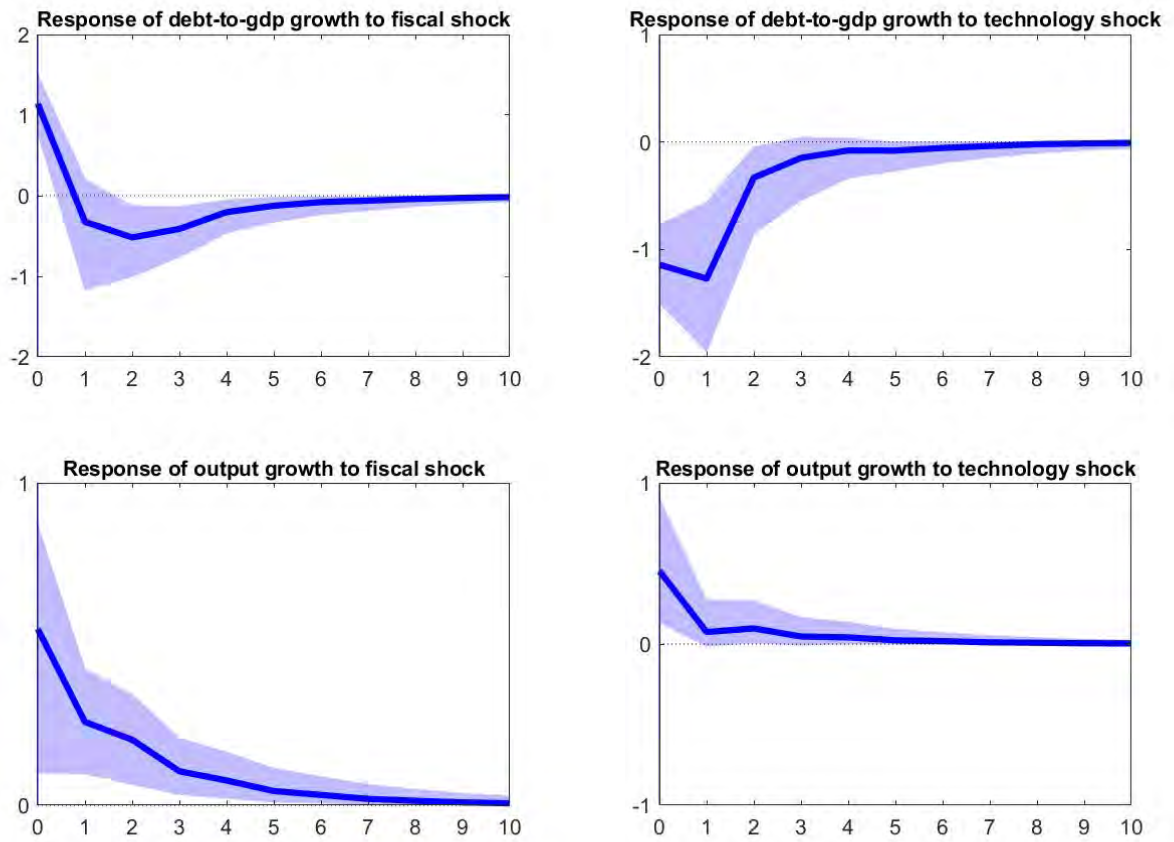 Response of debt-to-gdp growth to fiscal shock
2
1
0
-1
-2
0 1 2 3 4 5 6 7 8 9 10
Response of debt-to-gdp growth to technology shock
1
0
-1
-2
0 1 2 3 4 5 6 7 8 9 10
Response of output growth to fiscal shock
1
0
0 1 2 3 4 5 6 7 8 9 10
Response of output growth to technology shock
1
0
-1
0 1 2 3 4 5 6 7 8 9 10